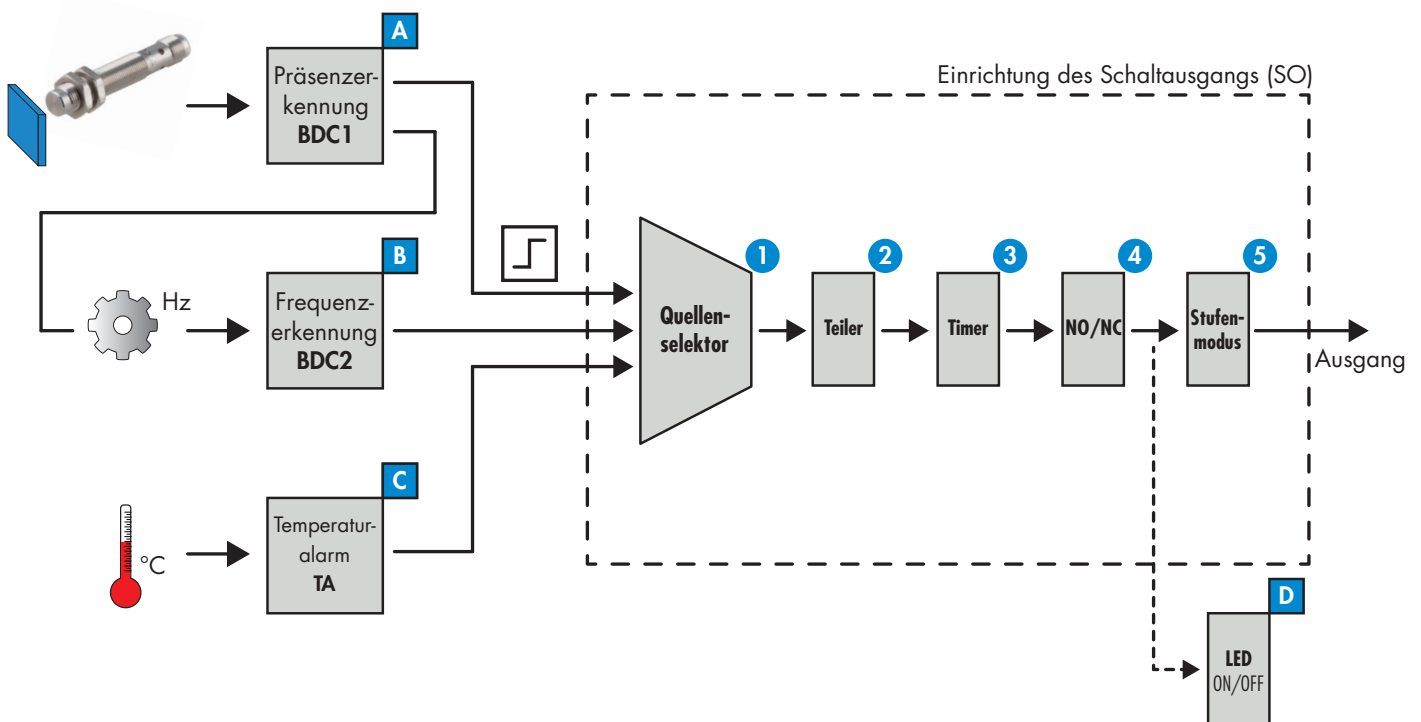 A
Präsenzer-
kennung
BDC1
Einrichtung des Schaltausgangs (SO)
B
Hz
Frequenz-
erkennung
BDC2
1
Quellen-
selektor
2
Teiler
3
Timer
4
NO/NC
5
Stufen-
modus
Ausgang
C
°C
Temperatur-
alarm
TA
D
LED
ON/OFF